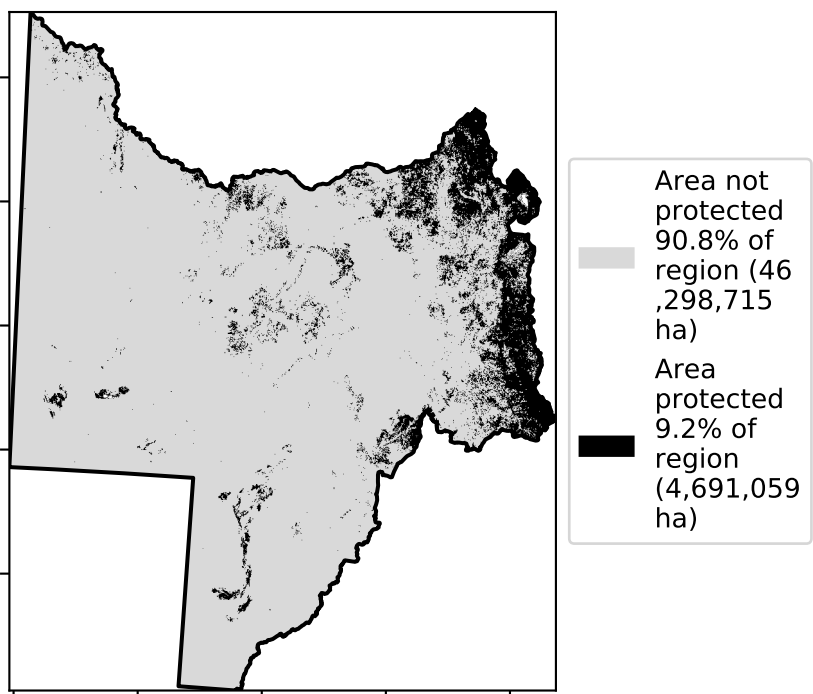 Area not
protected
90.8% of
region (46
,298,715
ha)
Area
protected
9.2% of
region
(4,691,059
ha)